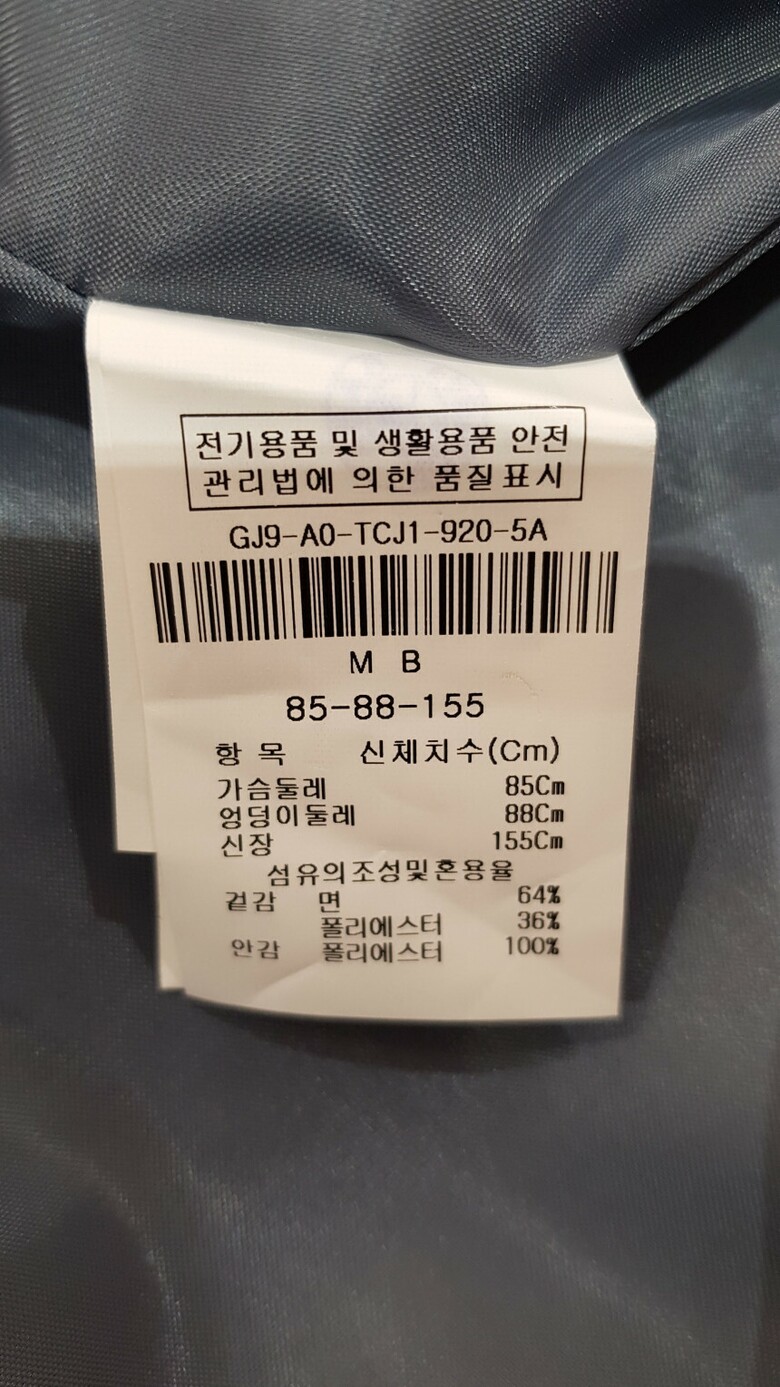 전기용품 및 생활용품 안전
관리법에 의한 품질표시
GJ9-A0-TCJ1-920-5A
M B
85-88-155
항 목 신체치수(Cm)
가슴둘레 85Cm
엉덩이둘레 88Cm
신장 155Cm
섬유의조성및혼용율
겉감 면 64%
폴리에스터 36%
안감 폴리에스터 100%